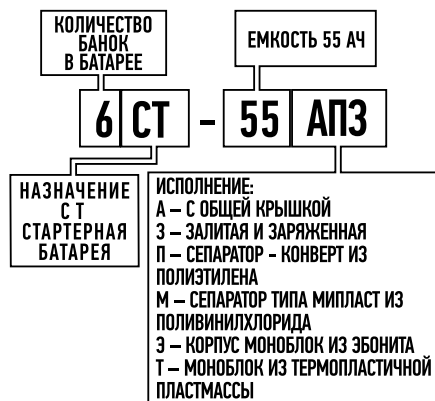 КОЛИЧЕСТВО
БАНОК
В БАТАРЕЕ
ЕМКОСТЬ 55 АЧ
6 СТ - 55 АПЗ
НАЗНАЧЕНИЕ
С Т
СТАРТЕРНАЯ
БАТАРЕЯ
ИСПОЛНЕНИЕ:
А – С ОБЩЕЙ КРЫШКОЙ
З – ЗАЛИТАЯ И ЗАРЯЖЕННАЯ
П – СЕПАРАТОР - КОНВЕРТ ИЗ
ПОЛИЭТИЛЕНА
М – СЕПАРАТОР ТИПА МИПЛАСТ ИЗ
ПОЛИВИНИЛХЛОРИДА
Э – КОРПУС МОНОБЛОК ИЗ ЭБОНИТА
Т – МОНОБЛОК ИЗ ТЕРМОПЛАСТИЧНОЙ
ПЛАСТМАССЫ